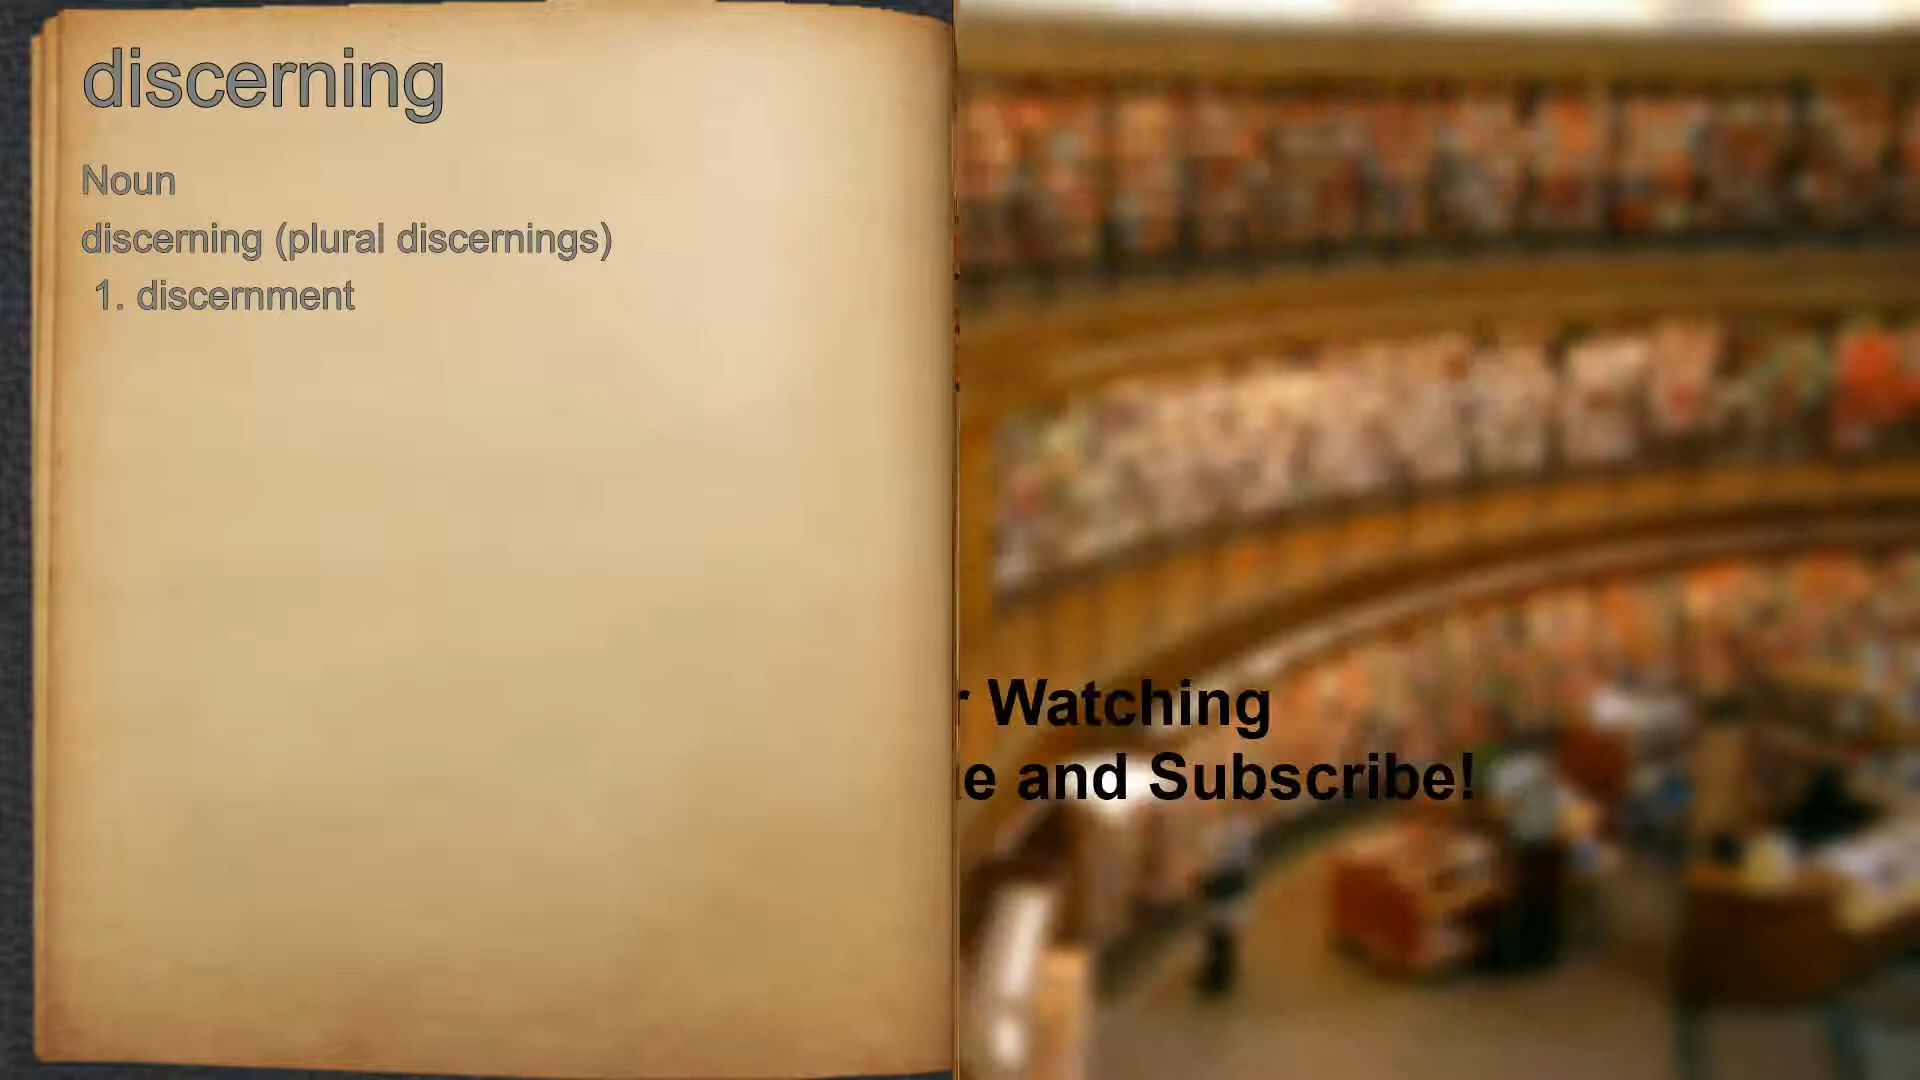 discerning
Noun
discerning (plural discernings)
1. discernment
Watching
and Subscribe!